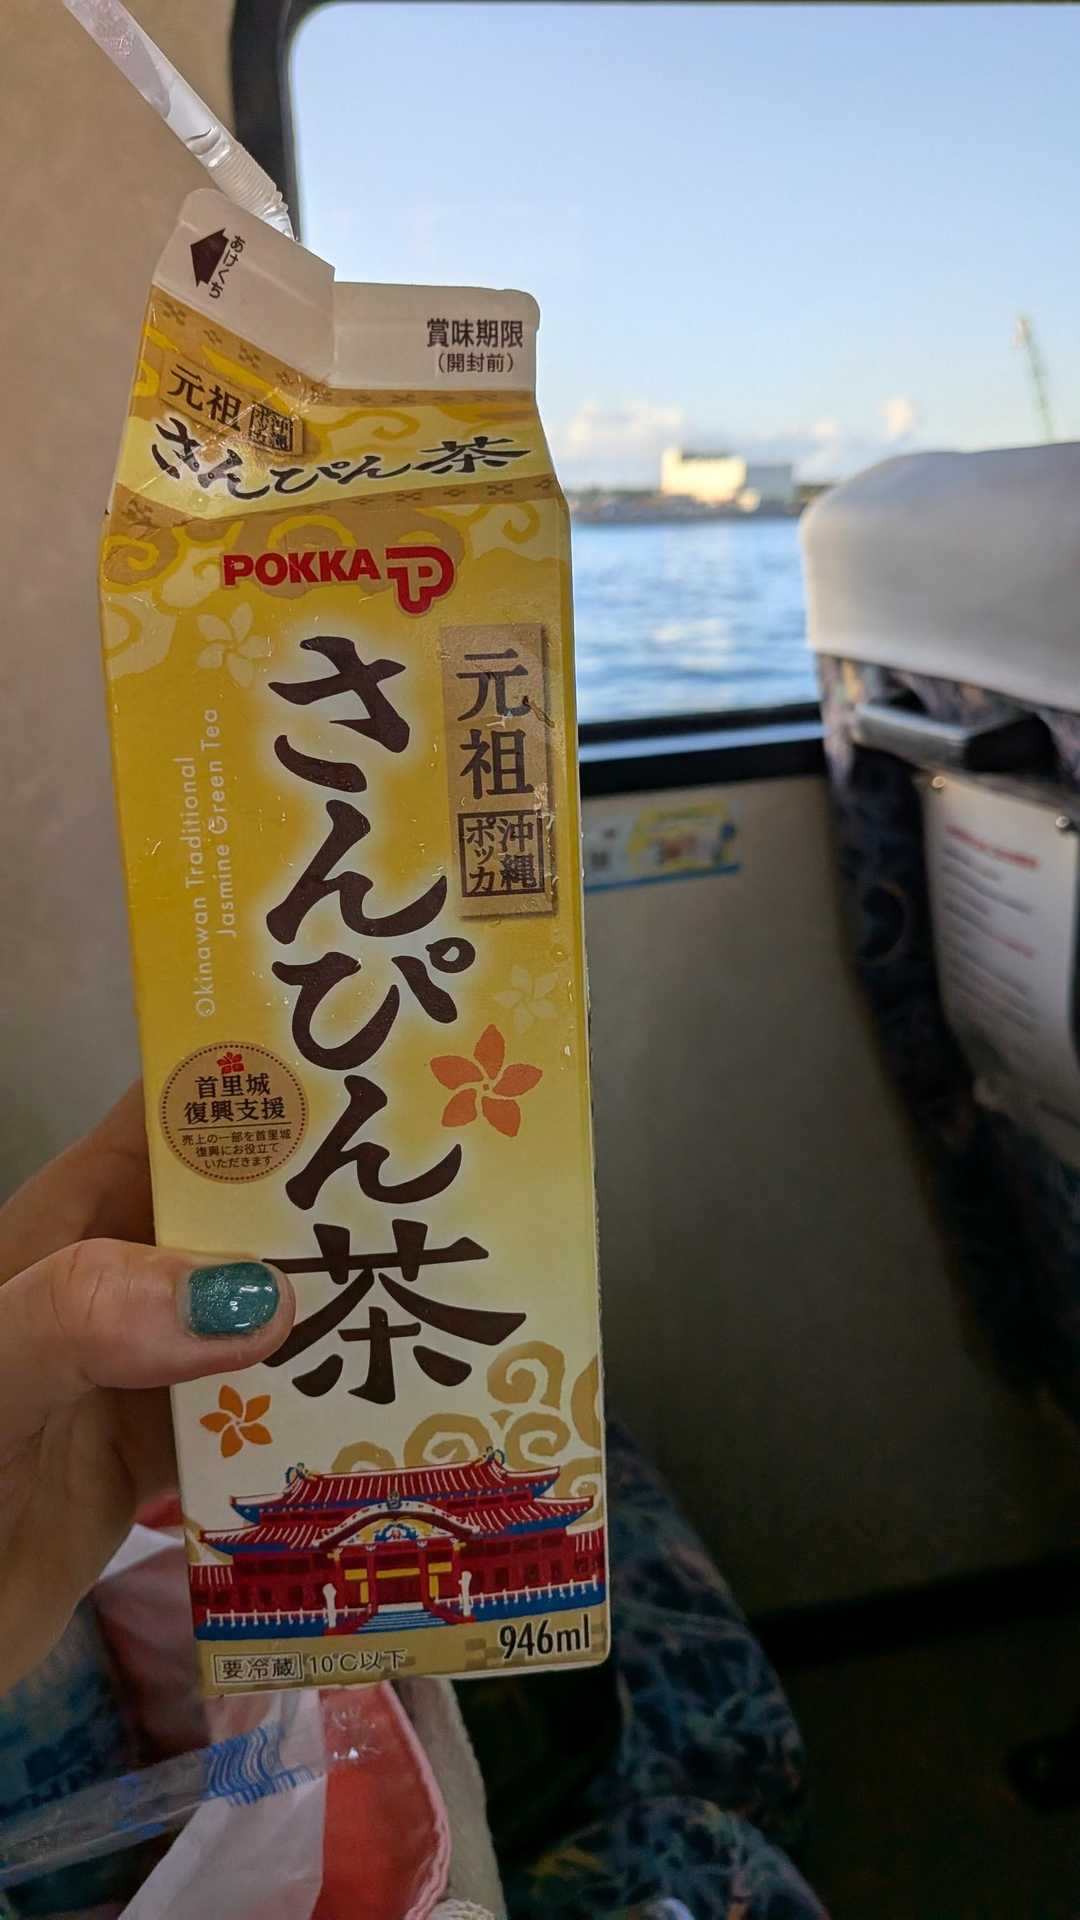 あけくち
賞味期限
(開封前)
元祖
沖縄
ポッカ
さんぴん茶
POKKA
元祖
沖縄
ポッカ
さんぴん茶
Okinawan Traditional
Jasmine Green Tea
首里城
復興支援
売上の一部を首里城
復興にお役立て
いただきます
946ml
要冷蔵 10℃以下